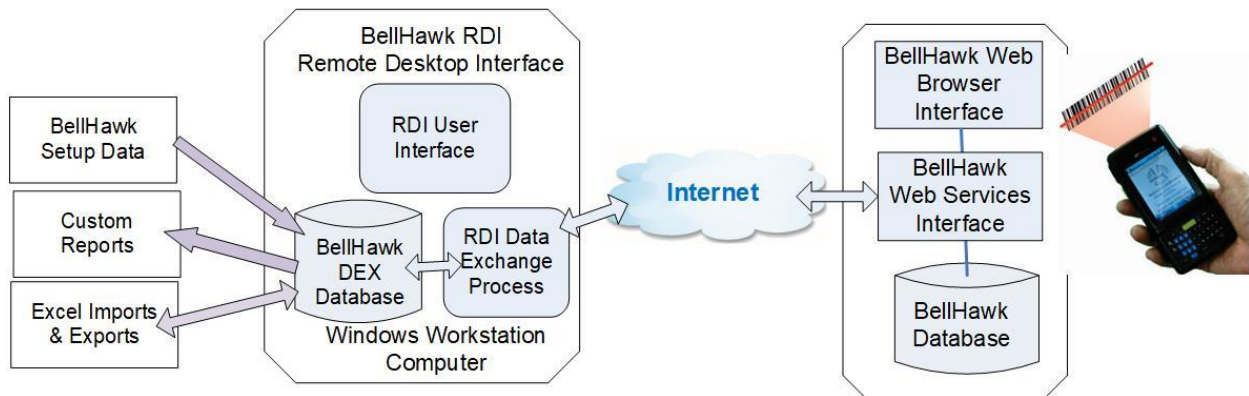 BellHawk RDI
Remote Desktop Interface
RDI User
Interface
BellHawk
Setup Data
Custom
Reports
Excel Imports
& Exports
BellHawk
DEX
Database
RDI Data
Exchange
Process
Windows Workstation
Computer
Internet
BellHawk Web
Browser
Interface
BellHawk
Web Services
Interface
BellHawk
Database